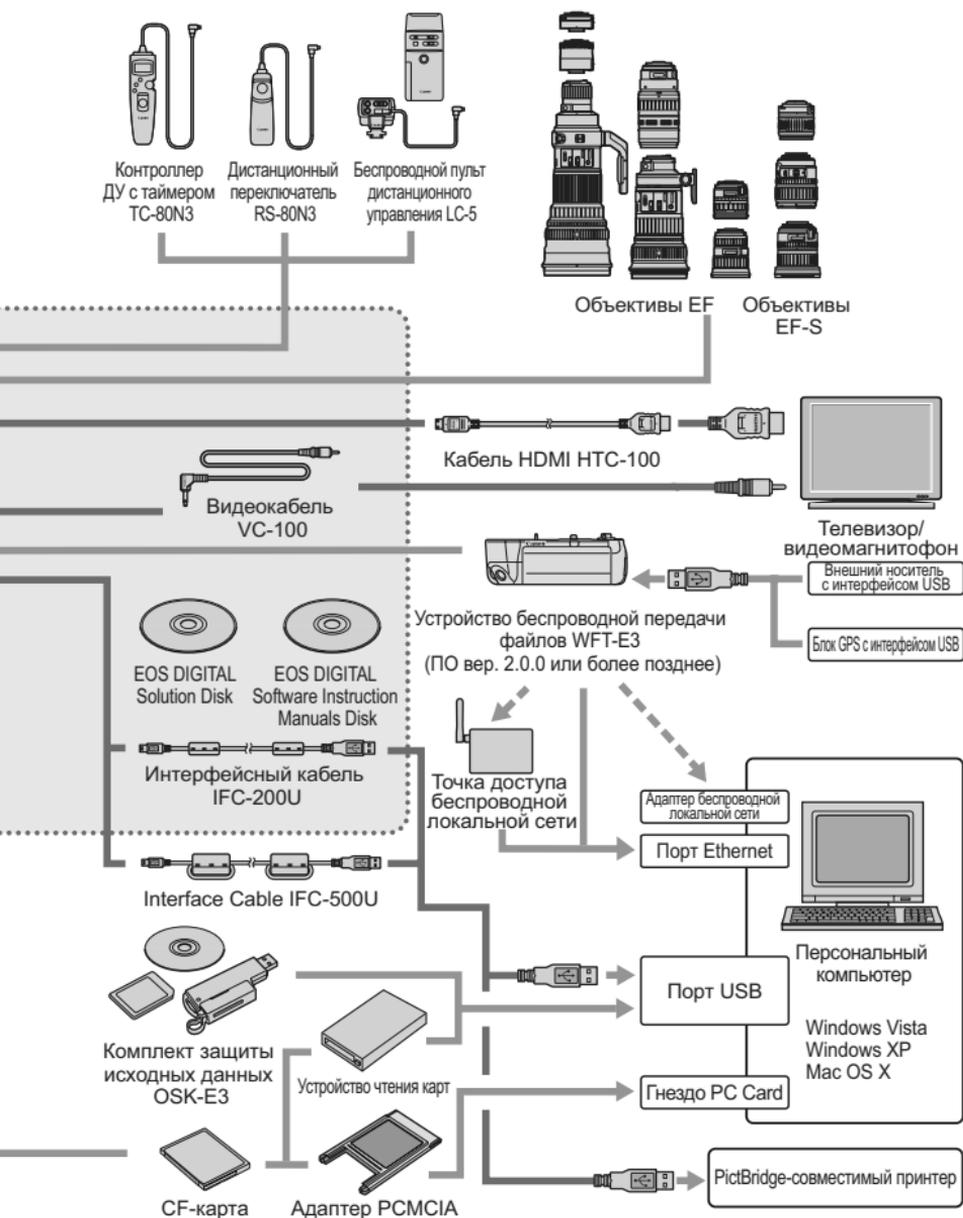 Контроллер
ДУ с таймером
TC-80N3
Дистанционный
переключатель
RS-80N3
Беспроводной пульт
дистанционного
управления LC-5
Объективы EF
Объективы
EF-S
Кабель HDMI HTC-100
Видеокабель
VC-100
Телевизор/
видеомагнитофон
Внешний носитель
с интерфейсом USB
Устройство беспроводной передачи
файлов WFT-E3
(ПО вер. 2.0.0 или более позднее)
Блок GPS с интерфейсом USB
EOS DIGITAL
Solution Disk
EOS DIGITAL
Software Instruction
Manuals Disk
Интерфейсный кабель
IFC-200U
Точка доступа
беспроводной
локальной сети
Адаптер беспроводной
локальной сети
Порт Ethernet
Interface Cable IFC-500U
Персональный
компьютер
Порт USB
Windows Vista
Windows XP
Mac OS X
Комплект защиты
исходных данных
OSK-E3
Устройство чтения карт
Гнездо PC Card
CF-карта
Адаптер PCMCIA
PictBridge-совместимый принтер